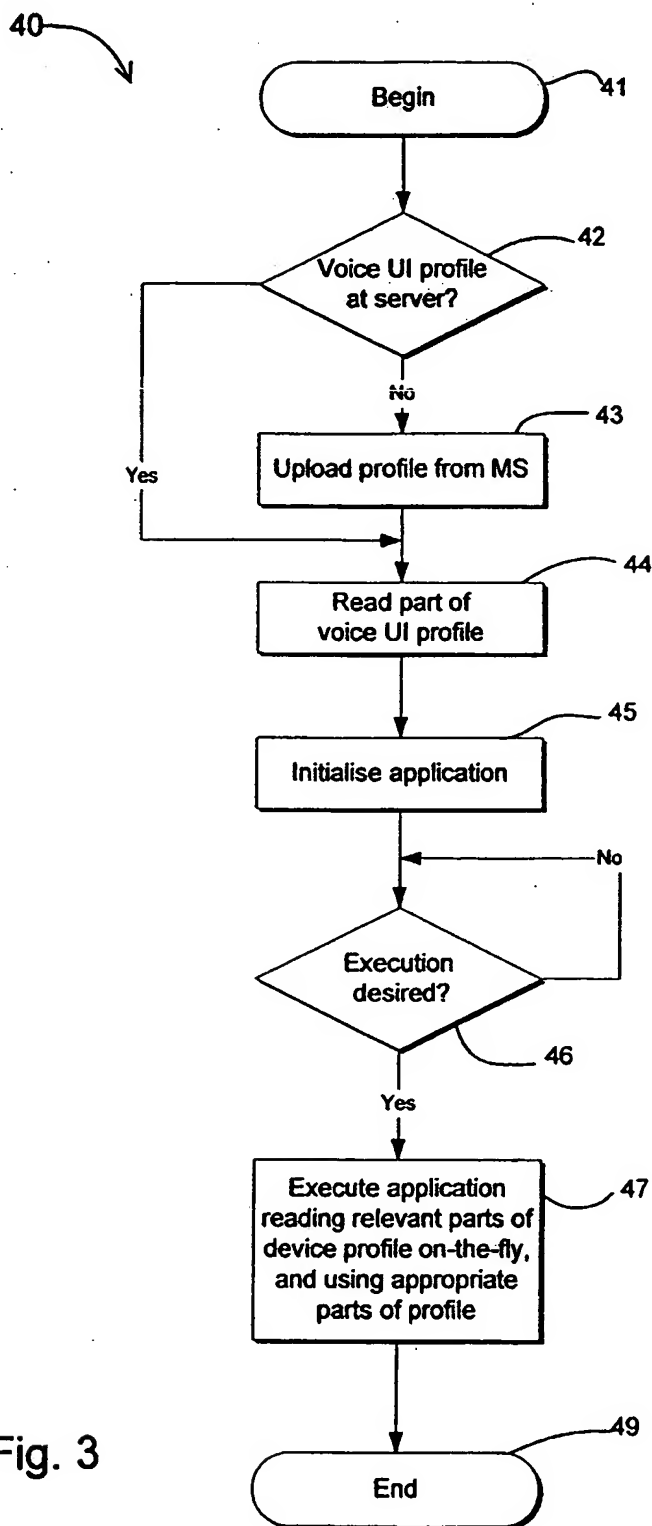 40
Begin
41
Voice UI profile
at server?
42
No
Yes
Upload profile from MS
43
Read part of
voice UI profile
44
Initialise application
45
No
Execution
desired?
46
Yes
Execute application
reading relevant parts of
device profile on-the-fly,
and using appropriate
parts of profile
47
Fig. 3
End
49